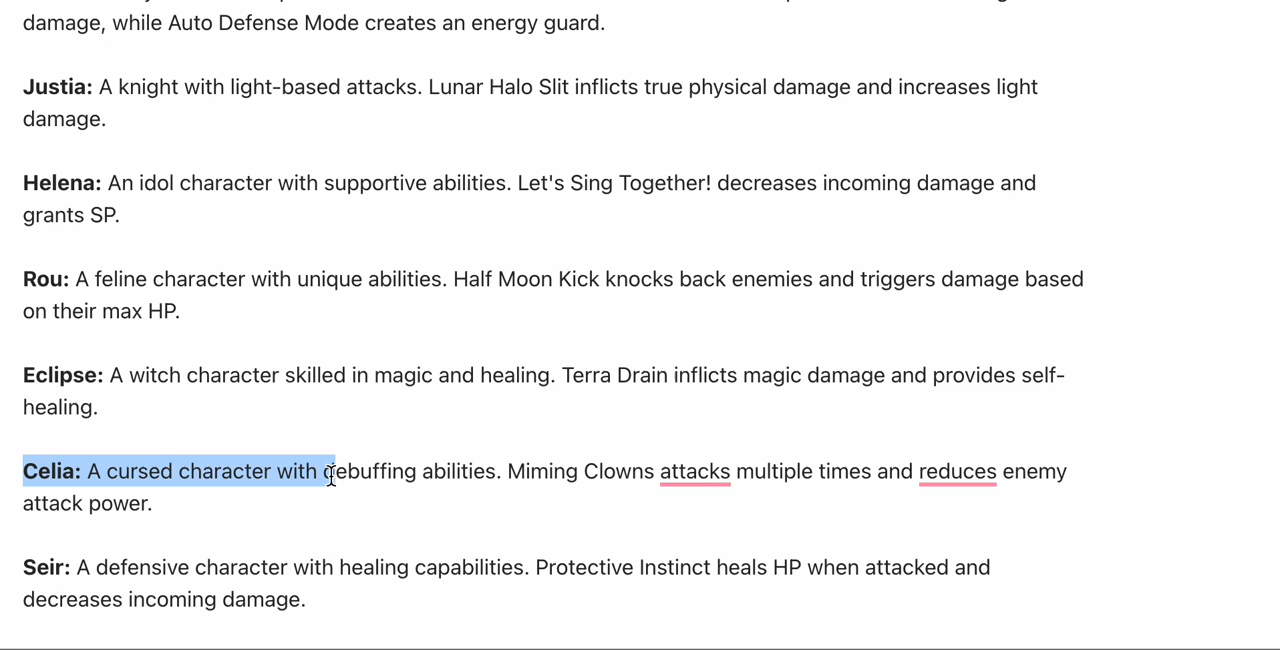 damage, while Auto Defense Mode creates an energy guard.
Justia: A knight with light-based attacks. Lunar Halo Slit inflicts true physical damage and increases light
damage.
Helena: An idol character with supportive abilities. Let's Sing Together! decreases incoming damage and
grants SP.
Rou: A feline character with unique abilities. Half Moon Kick knocks back enemies and triggers damage based
on their max HP.
Eclipse: A witch character skilled in magic and healing. Terra Drain inflicts magic damage and provides self-
healing.
Celia: A cursed character with debuffing abilities. Miming Clowns attacks multiple times and reduces enemy
attack power.
Seir: A defensive character with healing capabilities. Protective Instinct heals HP when attacked and
decreases incoming damage.